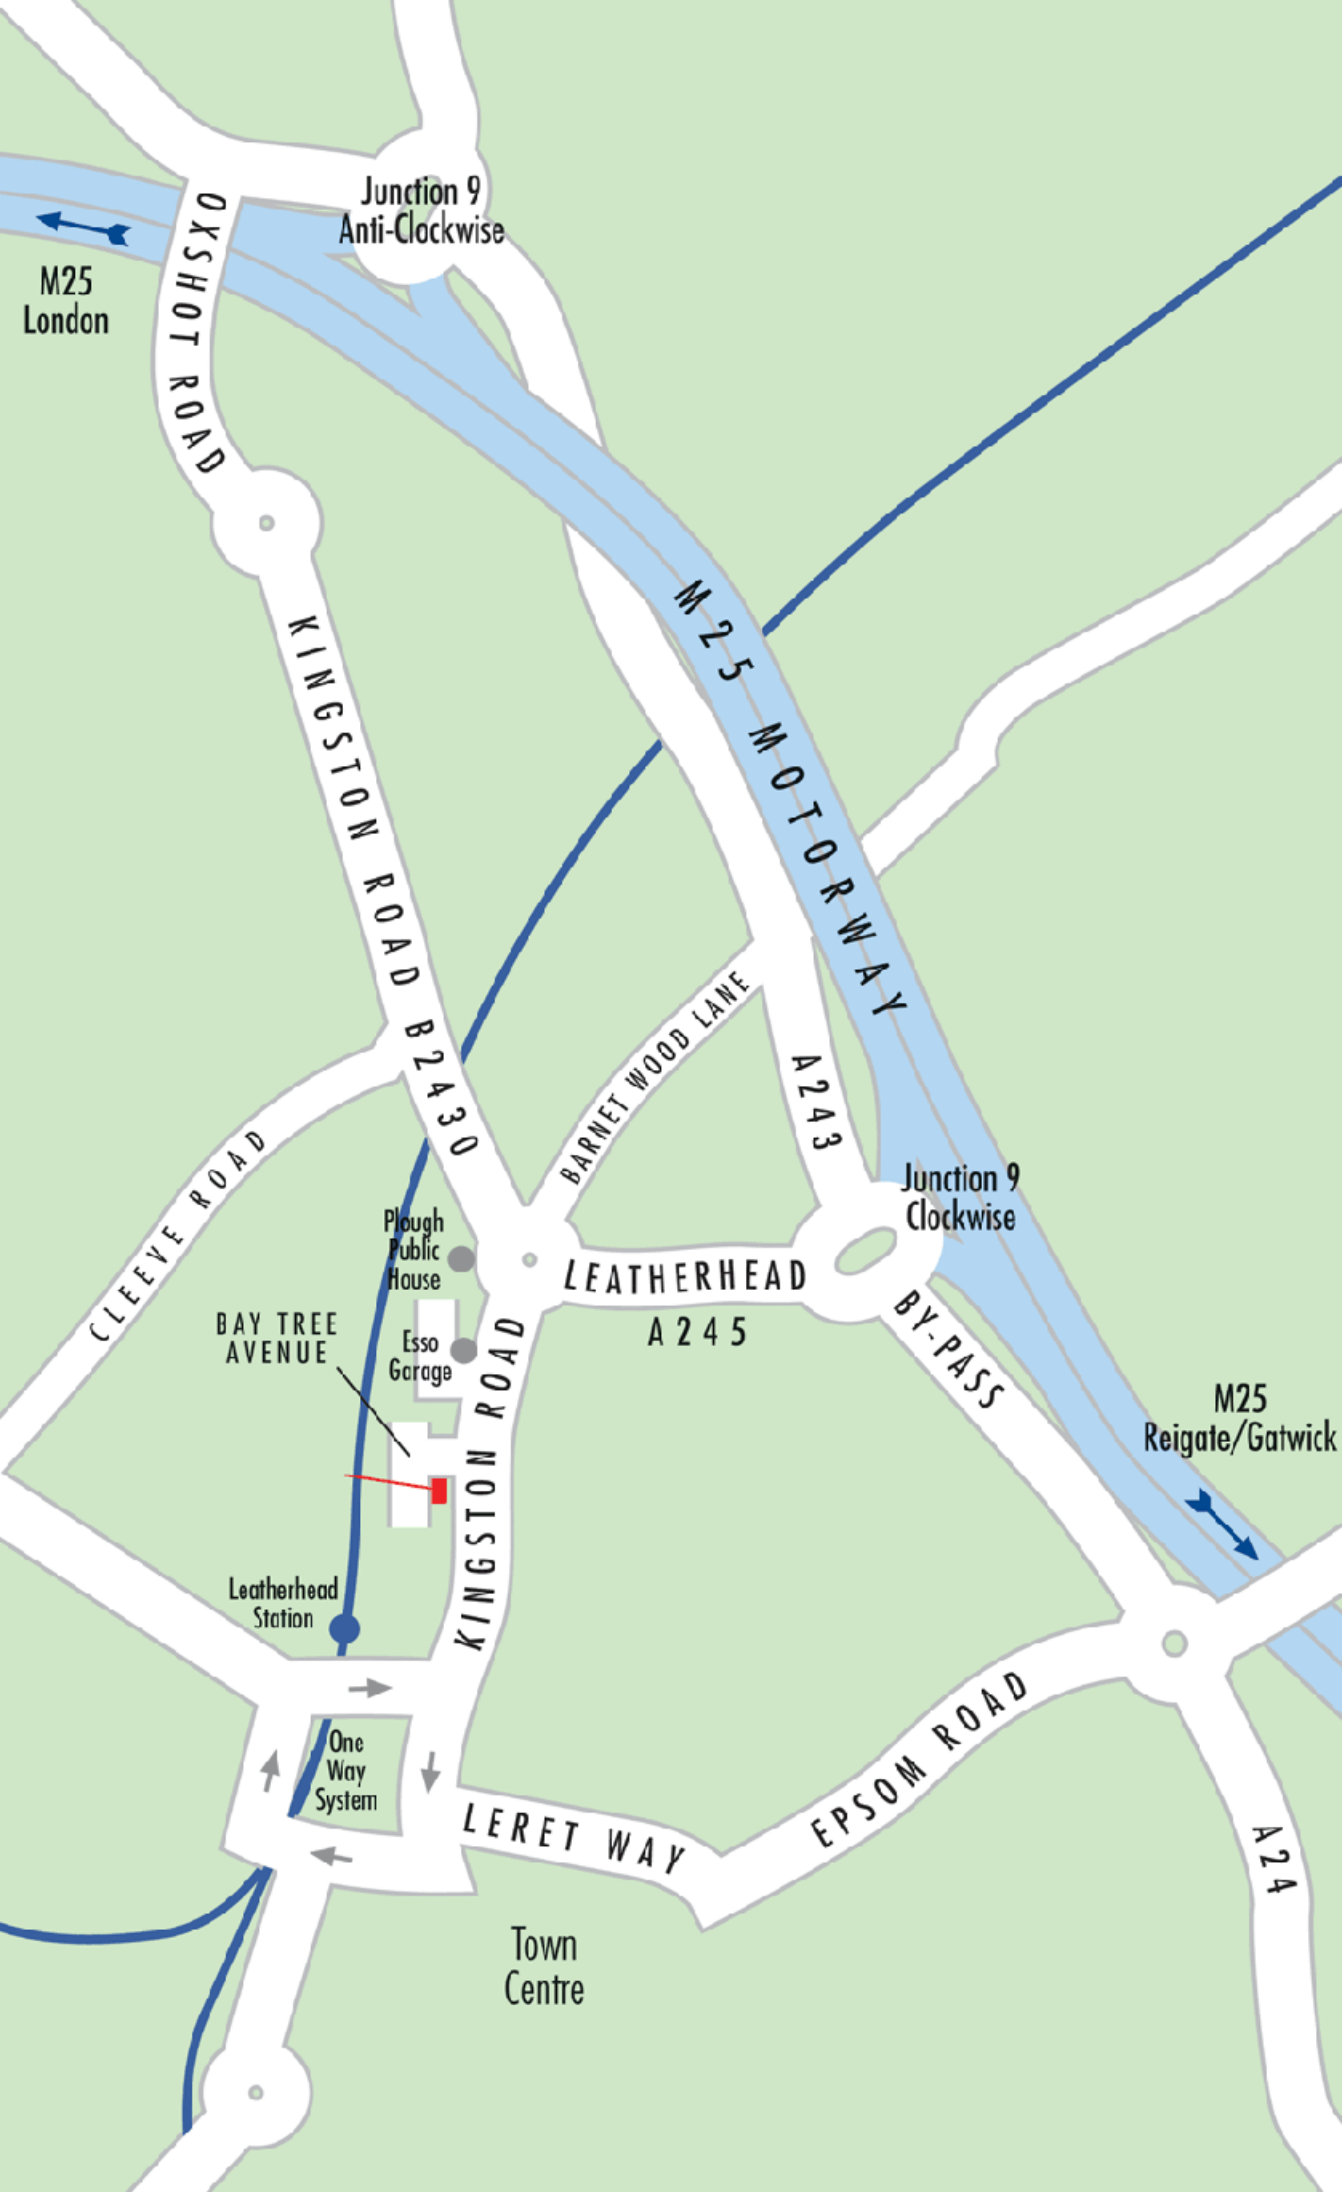 Junction 9
Anti-Clockwise
OXSHOT ROAD
M25
London
M25 MOTORWAY
KINGSTON ROAD B2430
BARNET WOOD LANE
A243
CLEEVE ROAD
Junction 9
Clockwise
Plough
Public
House
LEATHERHEAD
A245
BY-PASS
BAY TREE
AVENUE
Esso
Garage
KINGSTON ROAD
M25
Reigate/Gatwick
Leatherhead
Station
One
Way
System
LERET WAY
EPSOM ROAD
A24
Town
Centre